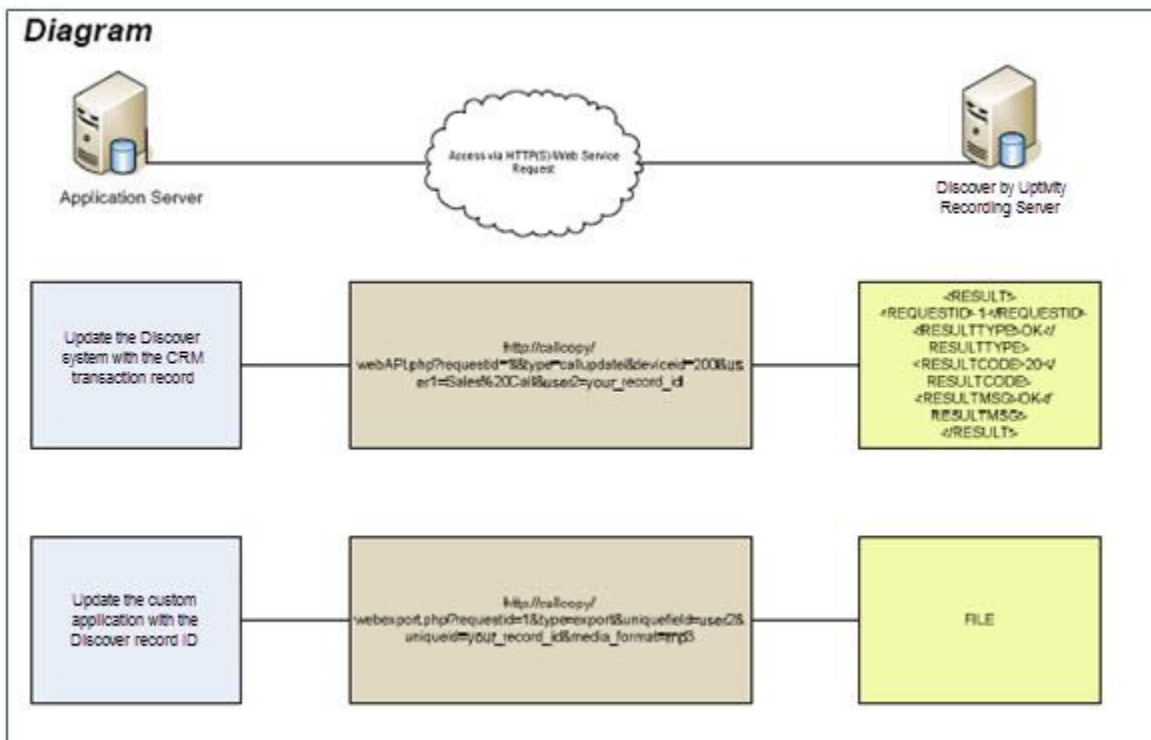 Diagram
Access via HTTP(S)-Web Service
Request
Application Server
Discover by Uptivity
Recording Server
Update the Discover
system with the CRM
transaction record
http://callcopy/
webAPI.php?requestid=1&type=callupdate&deviceid=200&us
er1=Sales%20Call&user2=your_record_id
<RESULT>
<REQUESTID>1</REQUESTID>
<RESULTTYPE>OK</
RESULTTYPE>
<RESULTCODE>20</
RESULTCODE>
<RESULTMSG>OK</
RESULTMSG>
</RESULT>
Update the custom
application with the
Discover record ID
http://callcopy/
webexport.php?requestid=1&type=export&uniquefield=user2&
uniqueid=your_record_id&media_format=mp3
FILE